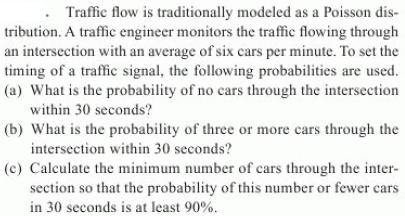 . Traffic flow is traditionally modeled as a Poisson dis-
tribution. A traffic engineer monitors the traffic flowing through
an intersection with an average of six cars per minute. To set the
timing of a traffic signal, the following probabilities are used.
(a) What is the probability of no cars through the intersection
within 30 seconds?
(b) What is the probability of three or more cars through the
intersection within 30 seconds?
(c) Calculate the minimum number of cars through the inter-
section so that the probability of this number or fewer cars
in 30 seconds is at least 90%.